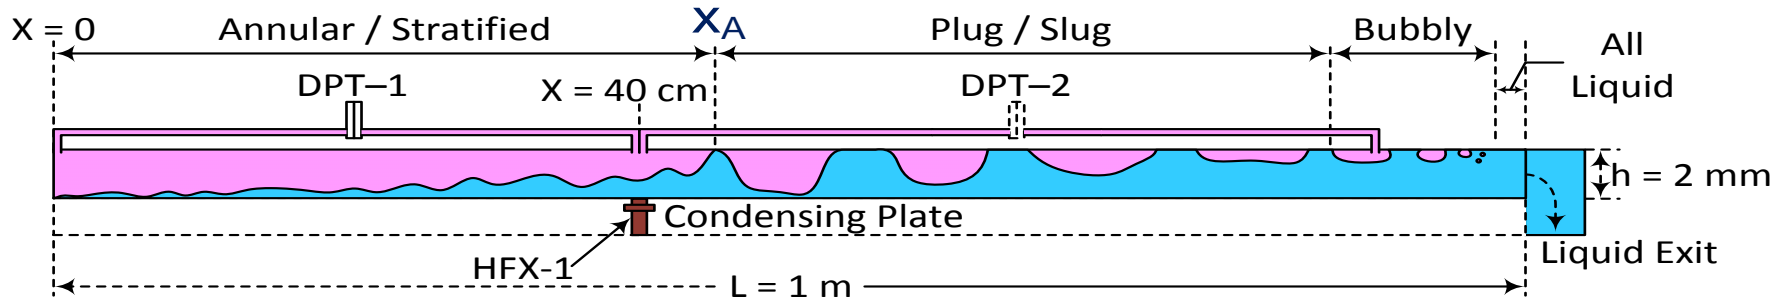 X = 0
Annular / Stratified
XA
Plug / Slug
Bubbly
All
Liquid
DPT–1
X = 40 cm
DPT–2
h = 2 mm
Condensing Plate
HFX-1
Liquid Exit
L = 1 m